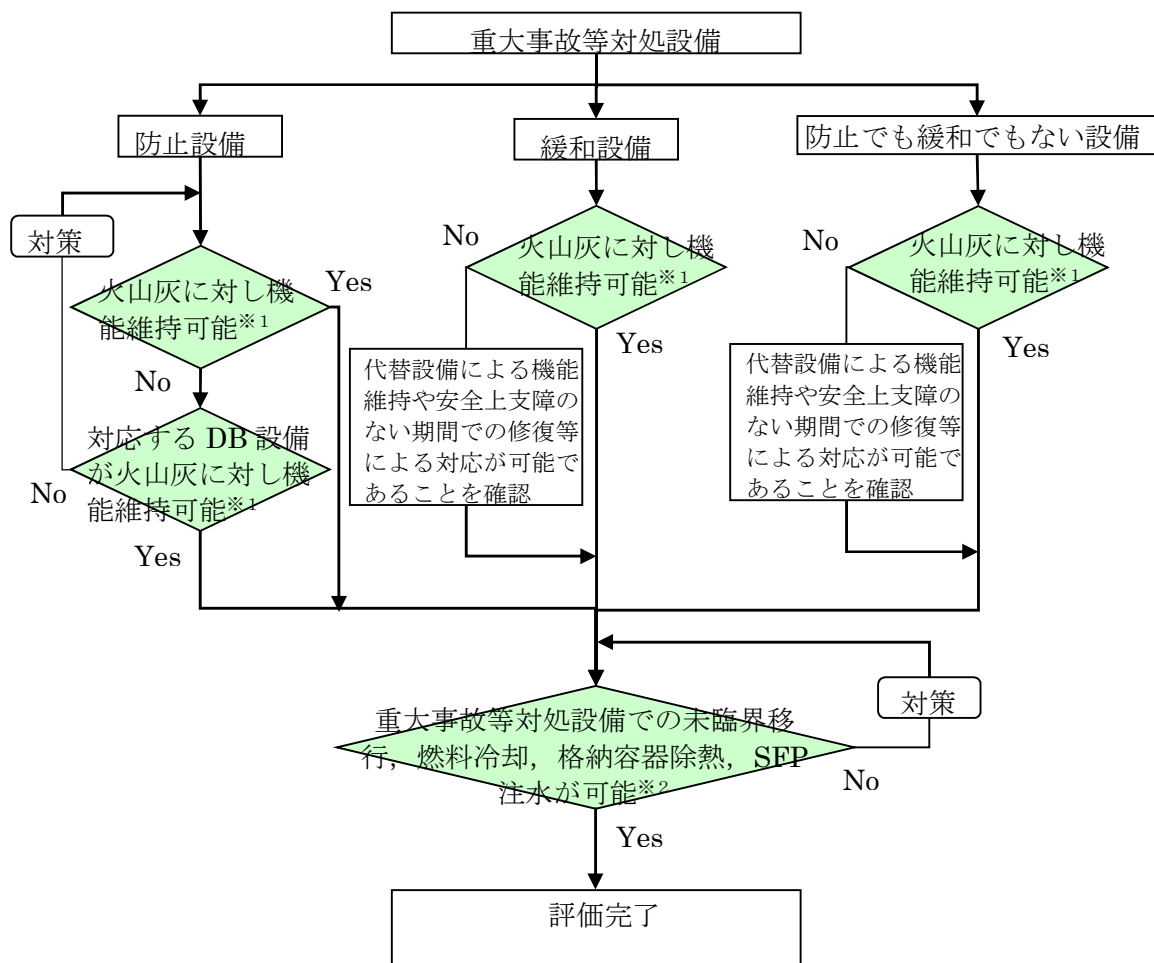 重大事故等対処設備
防止設備
緩和設備
防止でも緩和でもない設備
対策
火山灰に対し機
能維持可能※1
Yes
No
対応する DB 設備
が火山灰に対し機
能維持可能※1
No
Yes
No
火山灰に対し機
能維持可能※1
Yes
代替設備による機能
維持や安全上支障の
ない期間での修復等
による対応が可能で
あることを確認
No
火山灰に対し機
能維持可能※1
Yes
代替設備による機能
維持や安全上支障の
ない期間での修復等
による対応が可能で
あることを確認
重大事故等対処設備での未臨界移
行，燃料冷却，格納容器除熱，SFP
注水が可能※2
対策
No
Yes
評価完了